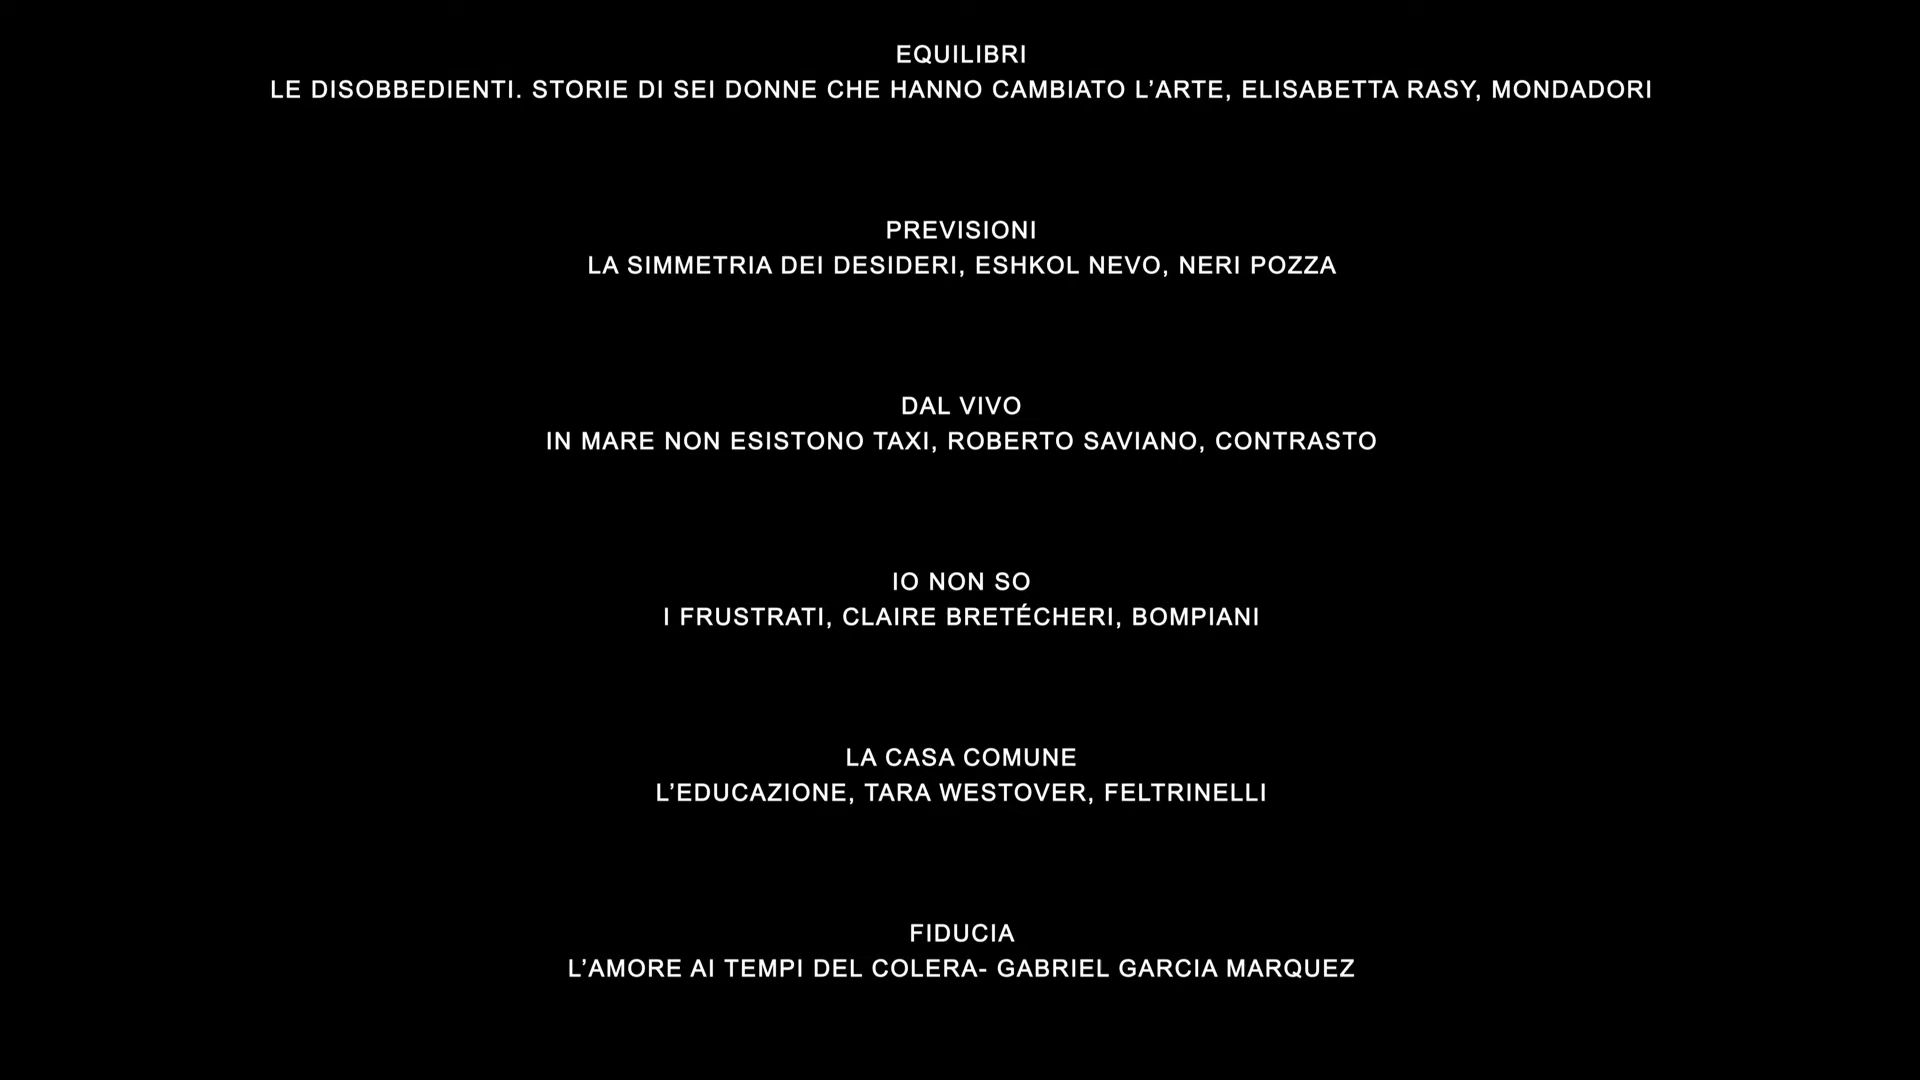 EQUILIBRI
LE DISOBBEDIENTI. STORIE DI SEI DONNE CHE HANNO CAMBIATO L’ARTE, ELISABETTA RASY, MONDADORI
PREVISIONI
LA SIMMETRIA DEI DESIDERI, ESHKOL NEVO, NERI POZZA
DAL VIVO
IN MARE NON ESISTONO TAXI, ROBERTO SAVIANO, CONTRASTO
IO NON SO
I FRUSTRATI, CLAIRE BRETÉCHERI, BOMPIANI
LA CASA COMUNE
L’EDUCAZIONE, TARA WESTOVER, FELTRINELLI
FIDUCIA
L’AMORE AI TEMPI DEL COLERA- GABRIEL GARCIA MARQUEZ